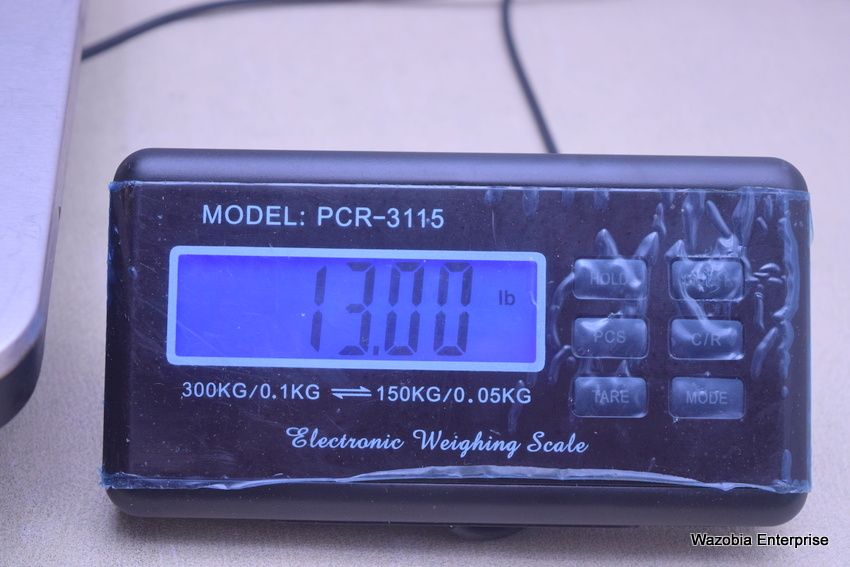 MODEL: PCR-3115
13.00 lb
HOLD
PCS C/R
TARE MODE
300KG/0.1KG ⇌ 150KG/0.05KG
Electronic Weighing Scale
Wazobia Enterprise